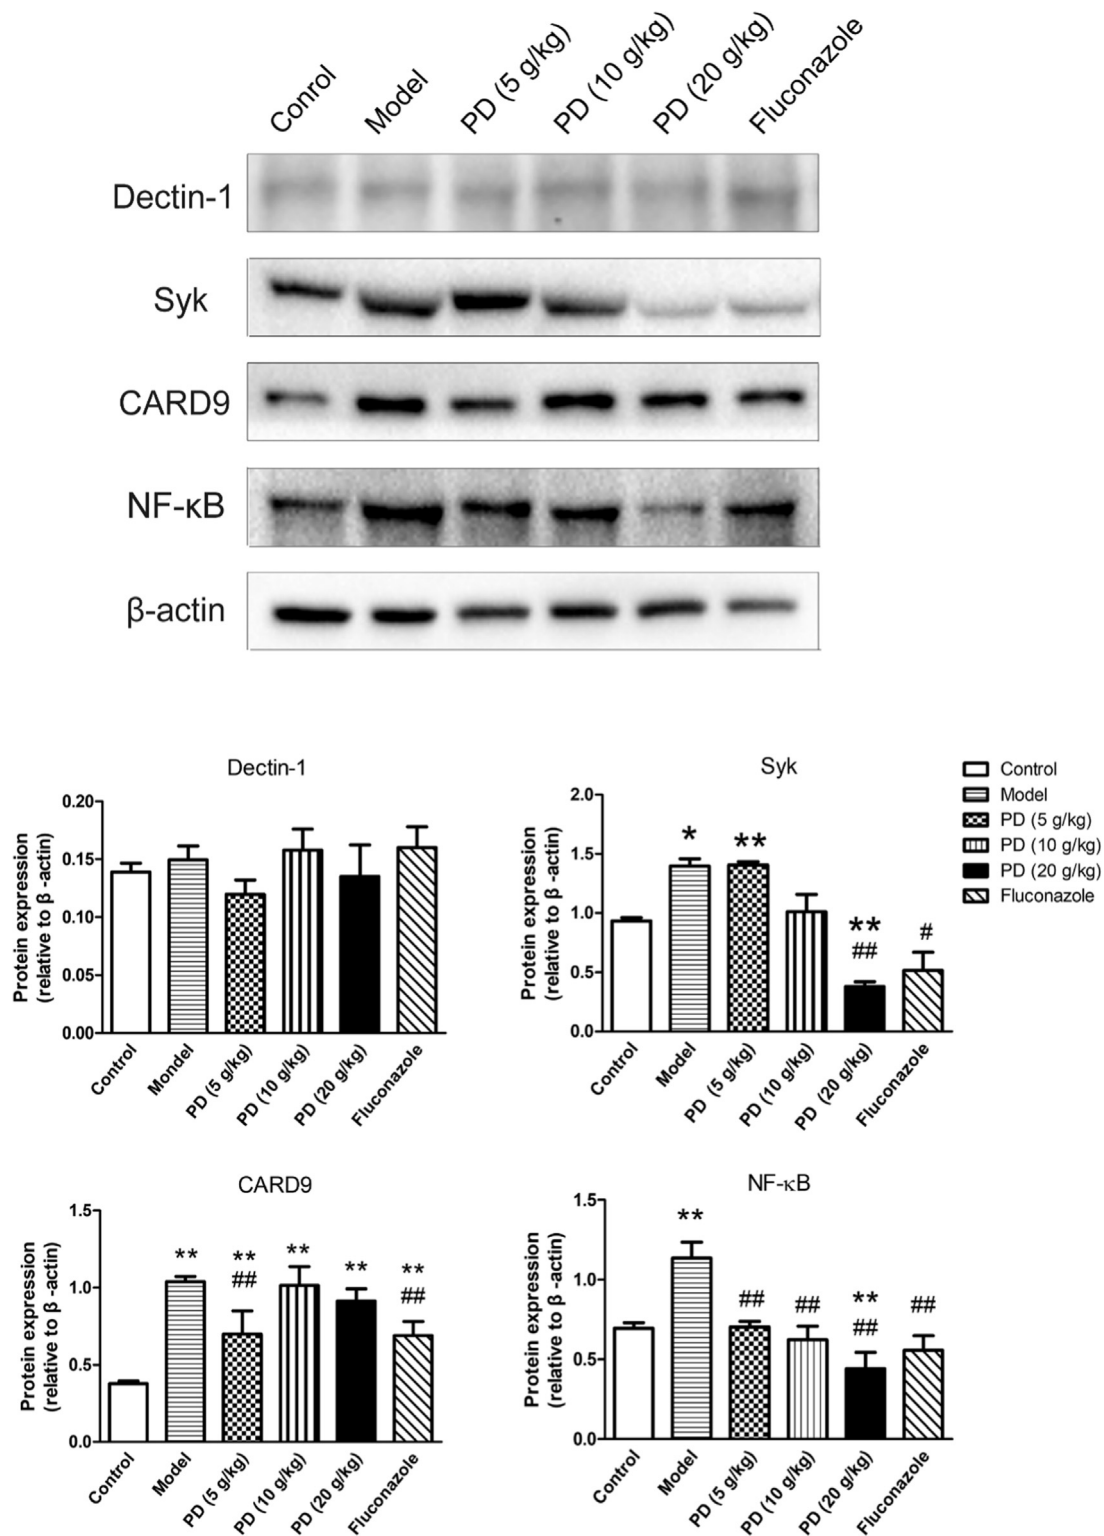 Conrol
Model
PD (5 g/kg)
PD (10 g/kg)
PD (20 g/kg)
Fluconazole
Dectin-1
Syk
CARD9
NF-κB
β-actin
Dectin-1
Protein expression
(relative to β -actin)
0.20
0.15
0.10
0.05
0.00
Control
Mondel
PD (5 g/kg)
PD (10 g/kg)
PD (20 g/kg)
Fluconazole
Syk
Protein expression
(relative to β -actin)
2.0
1.5
1.0
0.5
0.0
*
**
**
##
#
Control
Model
PD (5 g/kg)
PD (10 g/kg)
PD (20 g/kg)
Fluconazole
Control
Model
PD (5 g/kg)
PD (10 g/kg)
PD (20 g/kg)
Fluconazole
CARD9
Protein expression
(relative to β -actin)
1.5
1.0
0.5
0.0
**
**
##
**
**
**
##
Control
Model
PD (5 g/kg)
PD (10 g/kg)
PD (20 g/kg)
Fluconazole
NF-κB
Protein expression
(relative to β -actin)
1.5
1.0
0.5
0.0
**
##
##
**
##
##
Control
Model
PD (5 g/kg)
PD (10 g/kg)
PD (20 g/kg)
Fluconazole